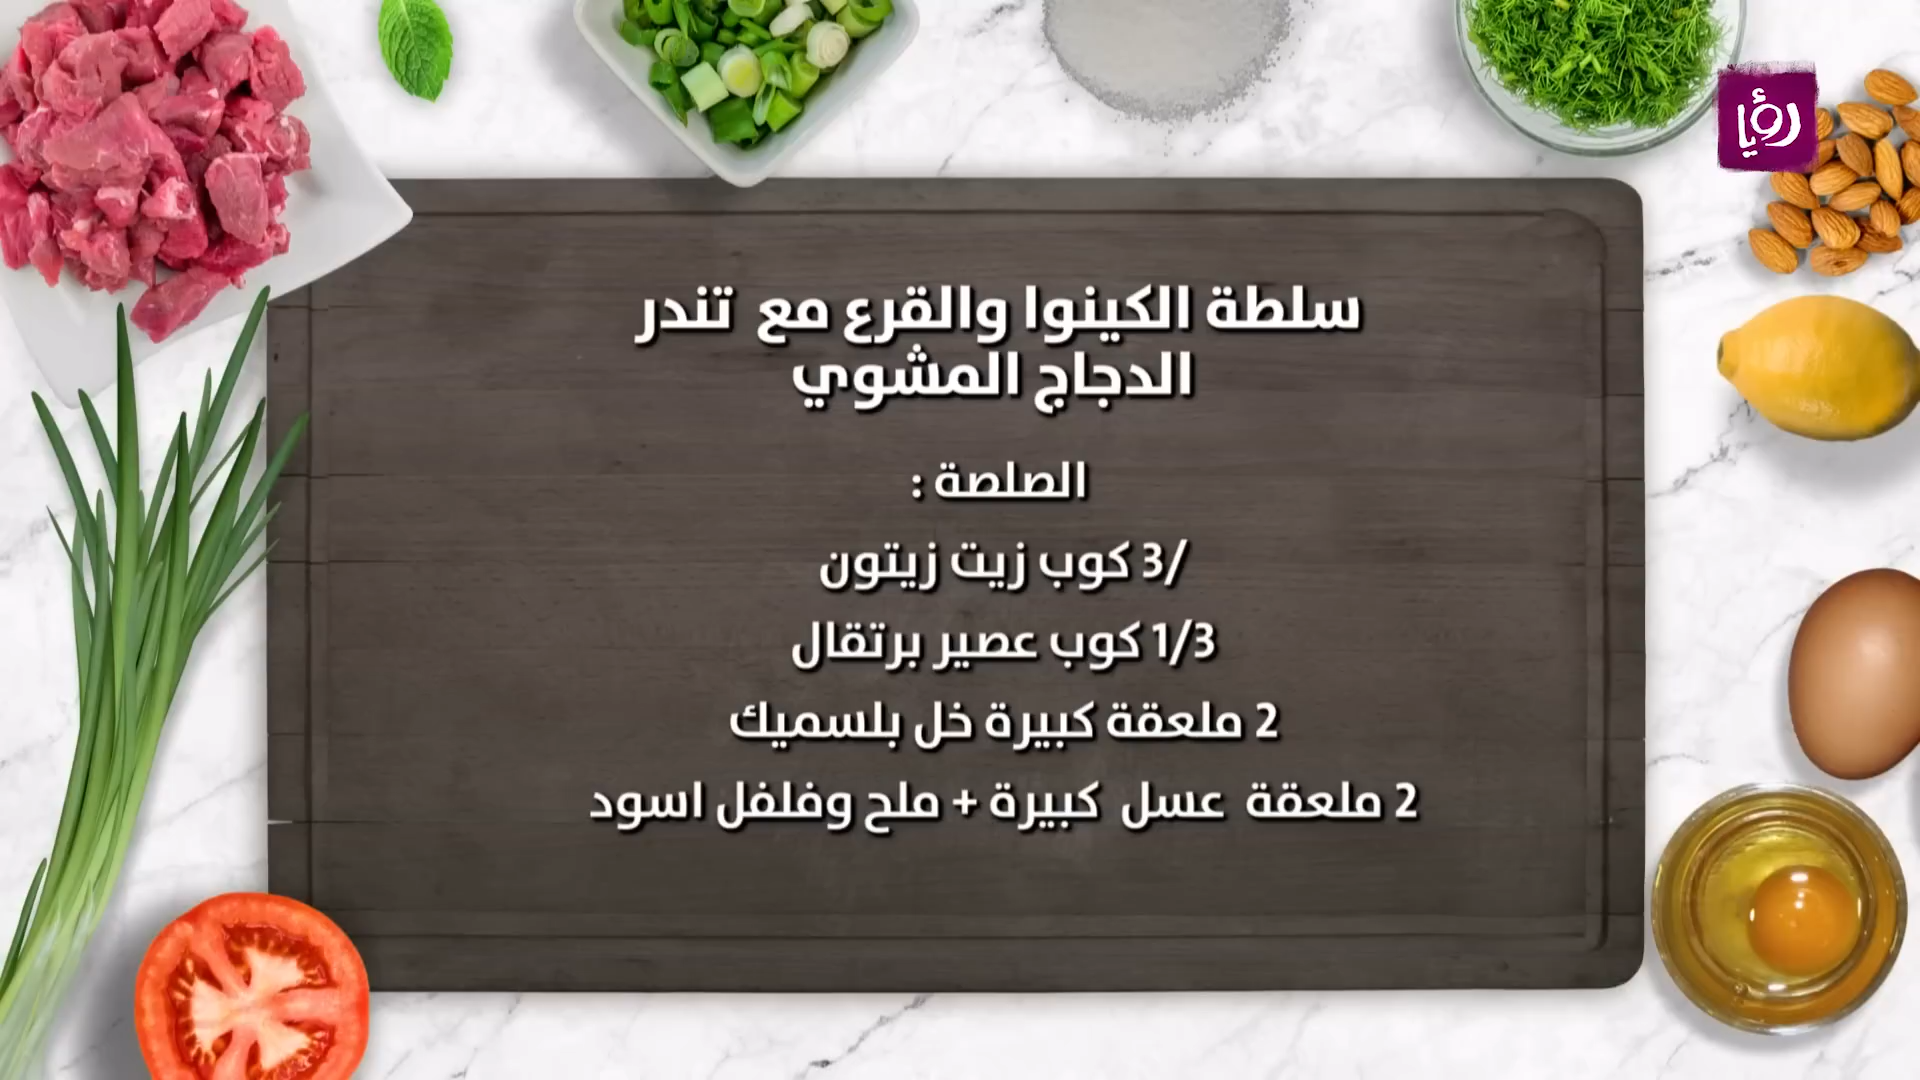 رؤيا
سلطة الكينوا والقرع مع تندر
الدجاج المشوي
الصلصة :
/3 كوب زيت زيتون
1/3 كوب عصير برتقال
2 ملعقة كبيرة خل بلسميك
2 ملعقة عسل كبيرة + ملح وفلفل اسود